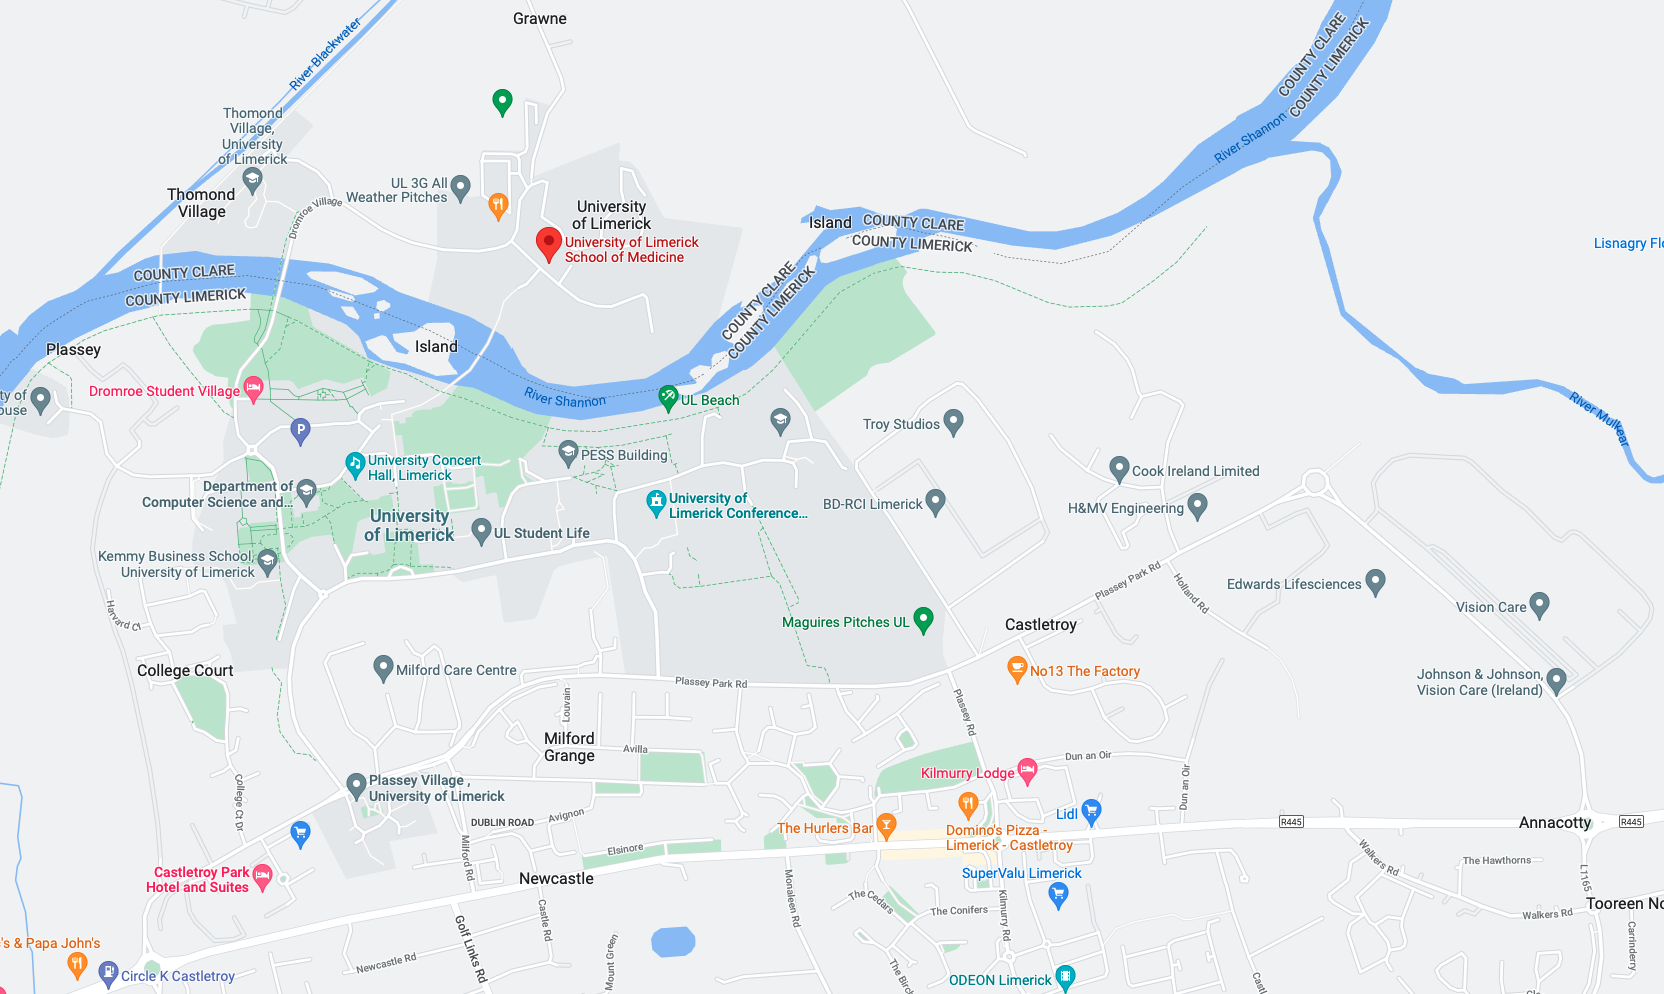 Grawne
River Blackwater
COUNTY CLARE
COUNTY LIMERICK
River Shannon
Thomond
Village,
University
of Limerick
Thomond
Village
Dromroe Village
UL 3G All
Weather Pitches
University
of Limerick
University of Limerick
School of Medicine
Island
COUNTY CLARE
COUNTY LIMERICK
Lisnagry Flo
COUNTY CLARE
COUNTY LIMERICK
COUNTY CLARE
COUNTY LIMERICK
Plassey
Island
Dromroe Student Village
ty of
ouse
River Shannon
UL Beach
River Mulkear
Troy Studios
P
PESS Building
University Concert
Hall, Limerick
Cook Ireland Limited
Department of
Computer Science and...
University of
Limerick Conference...
BD-RCI Limerick
H&MV Engineering
University
of Limerick
UL Student Life
Kemmy Business School,
University of Limerick
Plassey Park Rd
Holland Rd
Edwards Lifesciences
Vision Care
Harvard Ct
Maguires Pitches UL
Castletroy
College Court
Milford Care Centre
No13 The Factory
Johnson & Johnson,
Vision Care (Ireland)
Plassey Park Rd
Louvain
Plassey Rd
Milford
Grange
Avilla
Dun an Oir
Kilmurry Lodge
Dun an Oir
Plassey Village ,
University of Limerick
College Ct Dr
DUBLIN ROAD
Avignon
The Hurlers Bar
Domino's Pizza -
Limerick - Castletroy
Lidl
R445
Annacotty
R445
Milford Rd
Elsinore
Walkers Rd
The Hawthorns
L1165
Castletroy Park
Hotel and Suites
Newcastle
SuperValu Limerick
Monaleen Rd
The Cedars
The Conifers
Kilmurry Rd
Walkers Rd
Tooreen No
Castle Rd
Golf Links Rd
Carrinderry
's & Papa John's
Newcastle Rd
Mount Green
Circle K Castletroy
The Birch
ODEON Limerick
Castl